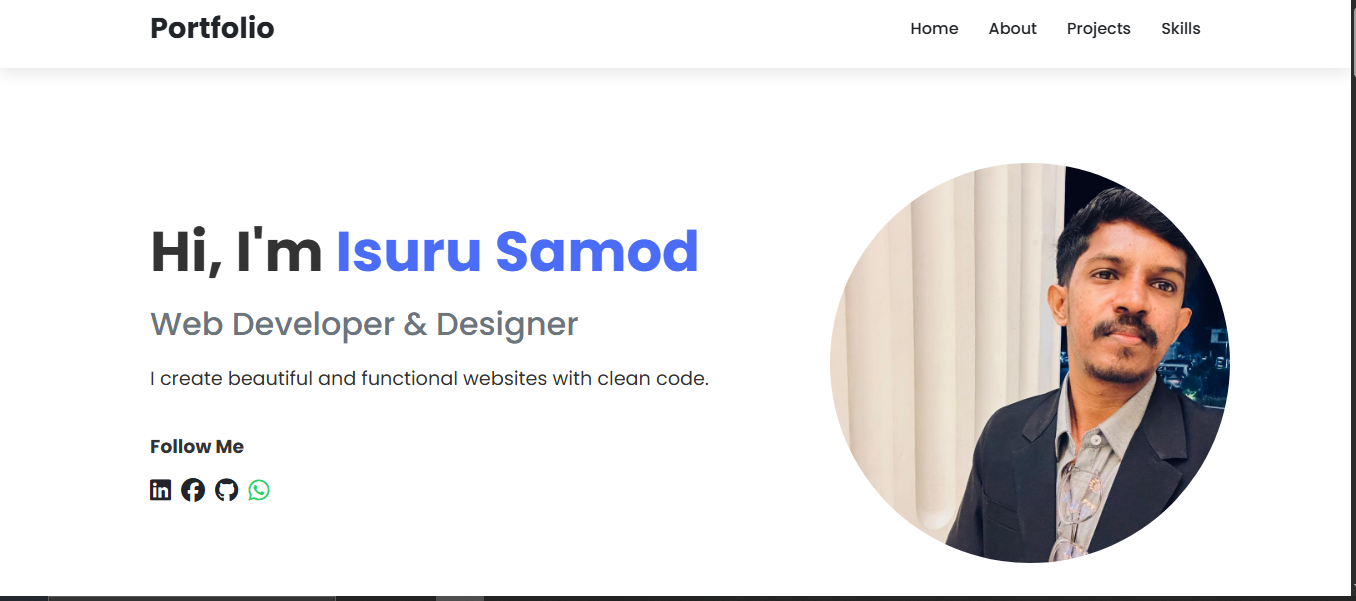 Portfolio
Home About Projects Skills
Hi, I'm Isuru Samod
Web Developer & Designer
I create beautiful and functional websites with clean code.
Follow Me
in